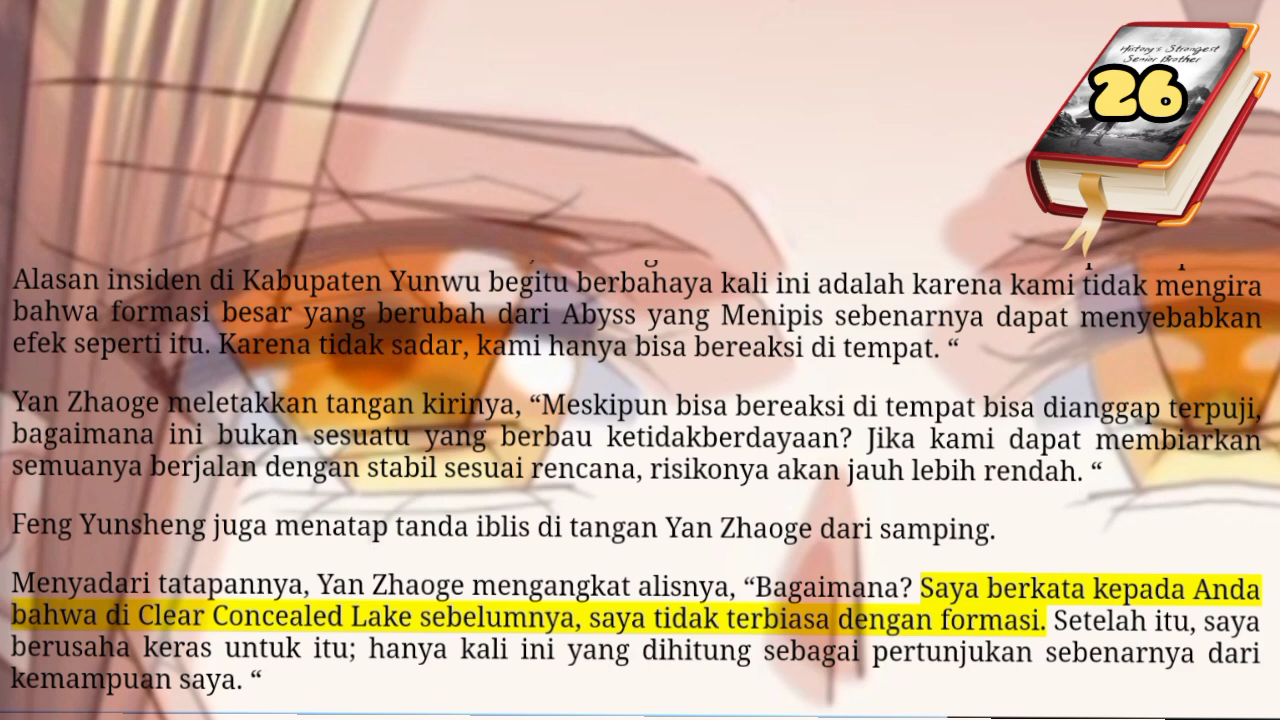 History's Strongest
Senior Brother
26
Alasan insiden di Kabupaten Yunwu begitu berbahaya kali ini adalah karena kami tidak mengira
bahwa formasi besar yang berubah dari Abyss yang Menipis sebenarnya dapat menyebabkan
efek seperti itu. Karena tidak sadar, kami hanya bisa bereaksi di tempat. “
Yan Zhaoge meletakkan tangan kirinya, “Meskipun bisa bereaksi di tempat bisa dianggap terpuji,
bagaimana ini bukan sesuatu yang berbau ketidakberdayaan? Jika kami dapat membiarkan
semuanya berjalan dengan stabil sesuai rencana, risikonya akan jauh lebih rendah. “
Feng Yunsheng juga menatap tanda iblis di tangan Yan Zhaoge dari samping.
Menyadari tatapannya, Yan Zhaoge mengangkat alisnya, “Bagaimana? Saya berkata kepada Anda
bahwa di Clear Concealed Lake sebelumnya, saya tidak terbiasa dengan formasi. Setelah itu, saya
berusaha keras untuk itu; hanya kali ini yang dihitung sebagai pertunjukan sebenarnya dari
kemampuan saya. “